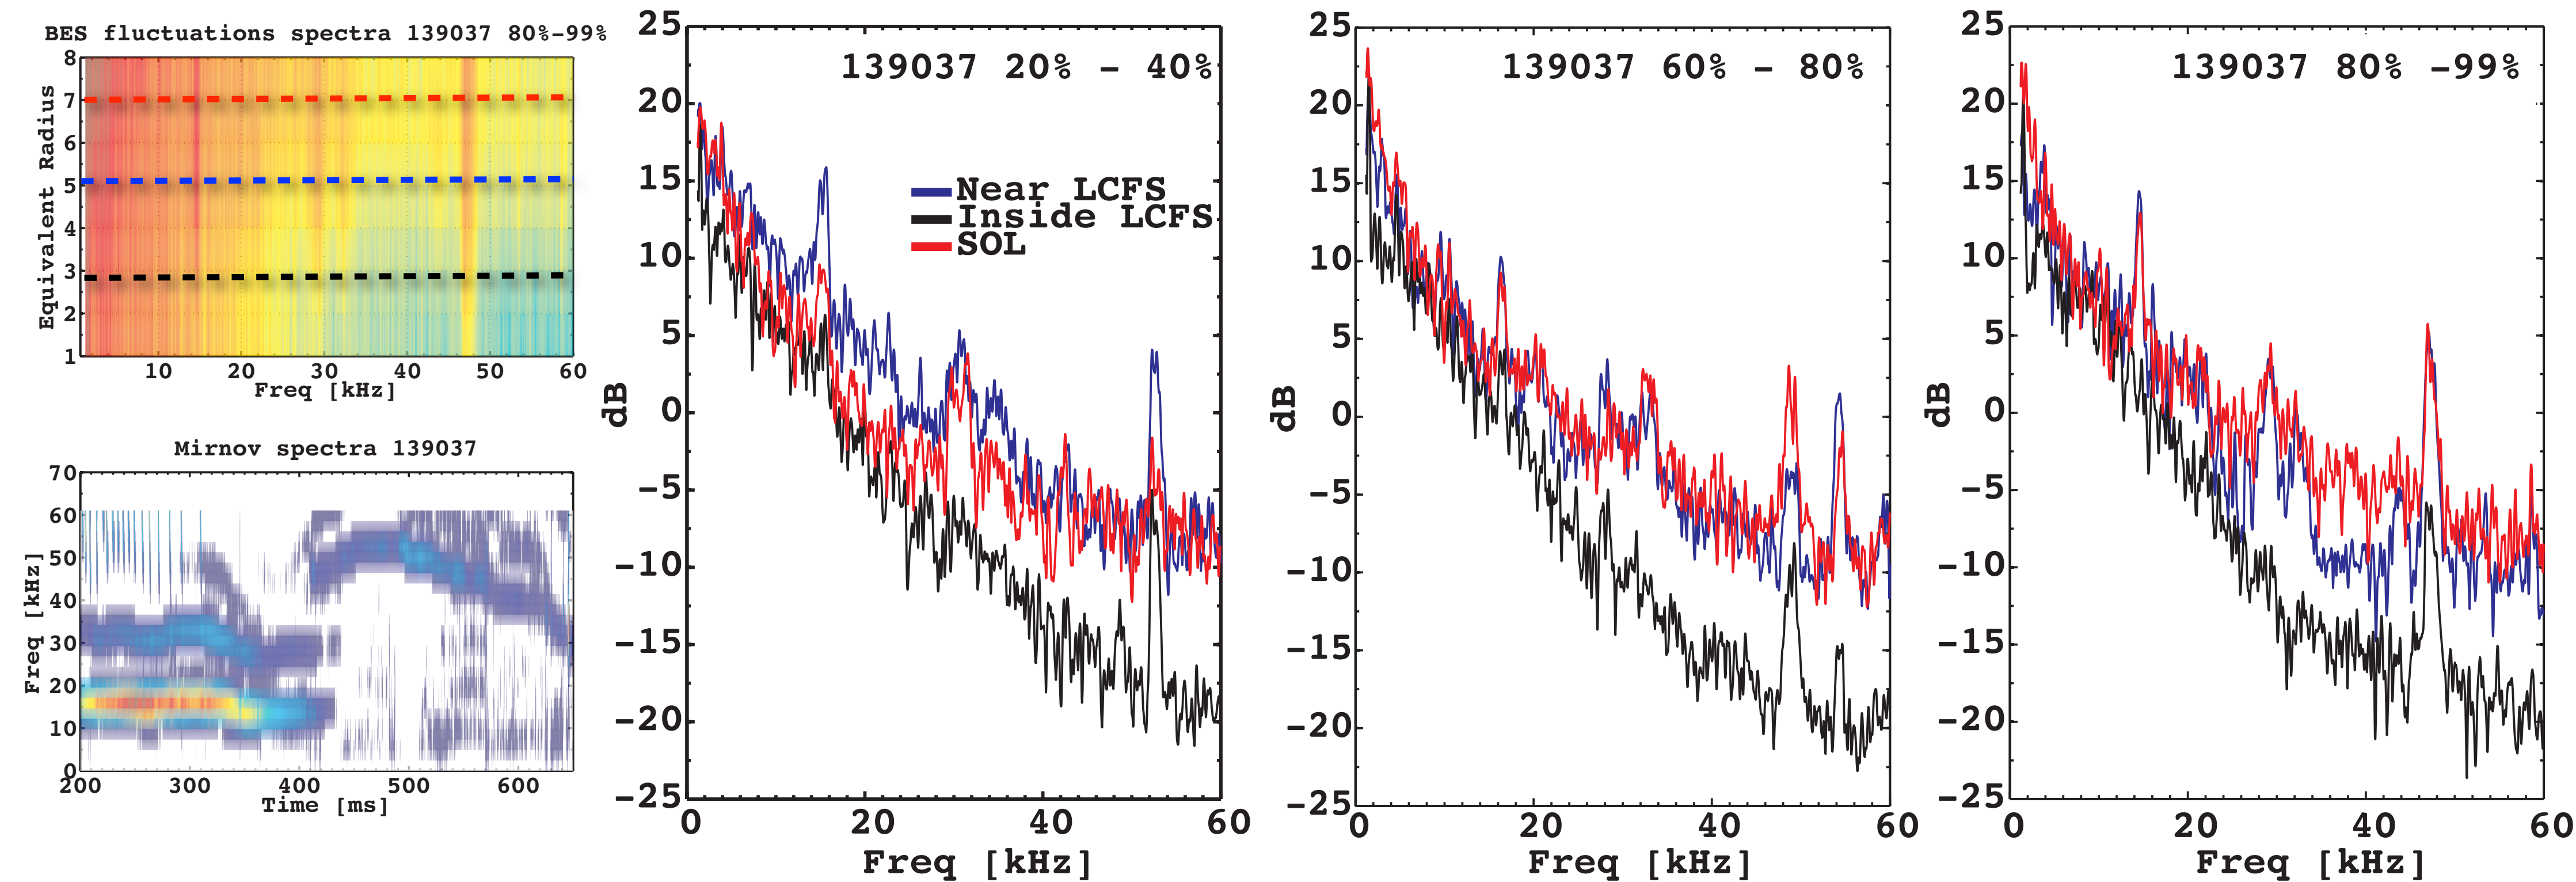 BES fluctuations spectra 139037 80%-99%
8
7
6
5
4
3
2
1
Equivalent Radius
10 20 30 40 50 60
Freq [kHz]
Mirnov spectra 139037
70
60
50
40
30
20
10
0
Freq [kHz]
200 300 400 500 600
Time [ms]
139037 20% - 40%
Near LCFS
Inside LCFS
SOL
25
20
15
10
5
0
-5
-10
-15
-20
-25
dB
0 20 40 60
Freq [kHz]
139037 60% - 80%
25
20
15
10
5
0
-5
-10
-15
-20
-25
dB
0 20 40 60
Freq [kHz]
139037 80% -99%
25
20
15
10
5
0
-5
-10
-15
-20
-25
dB
0 20 40 60
Freq [kHz]